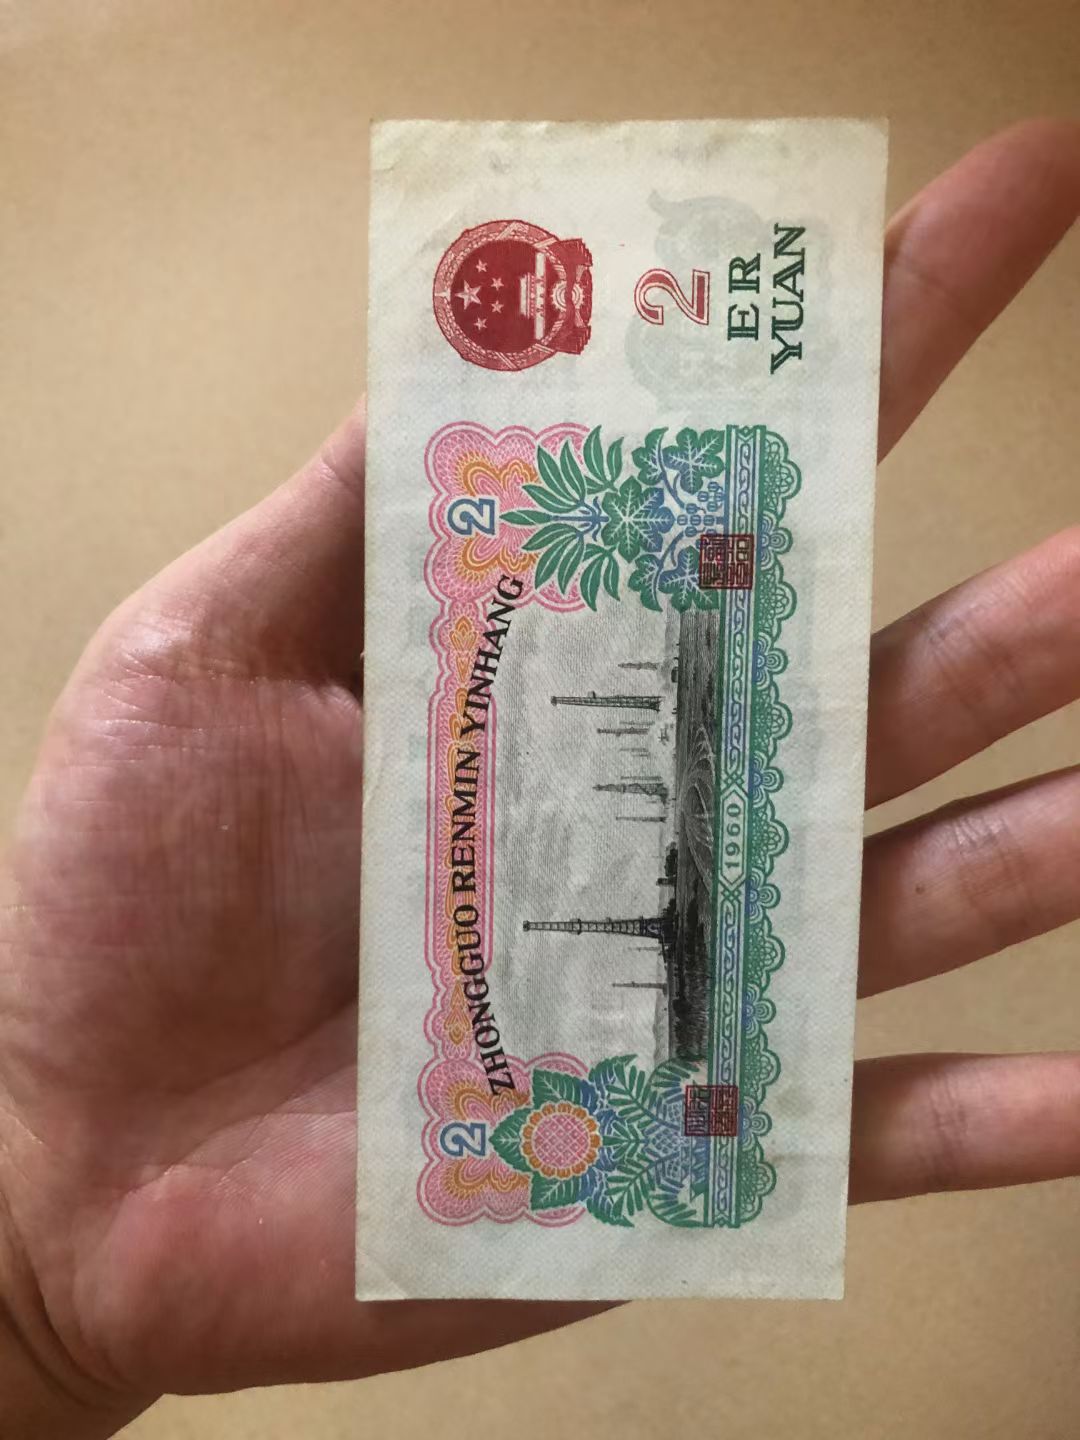 ZHONGGUO RENMIN YINHANG
2
2
1960
2
ER
YUAN